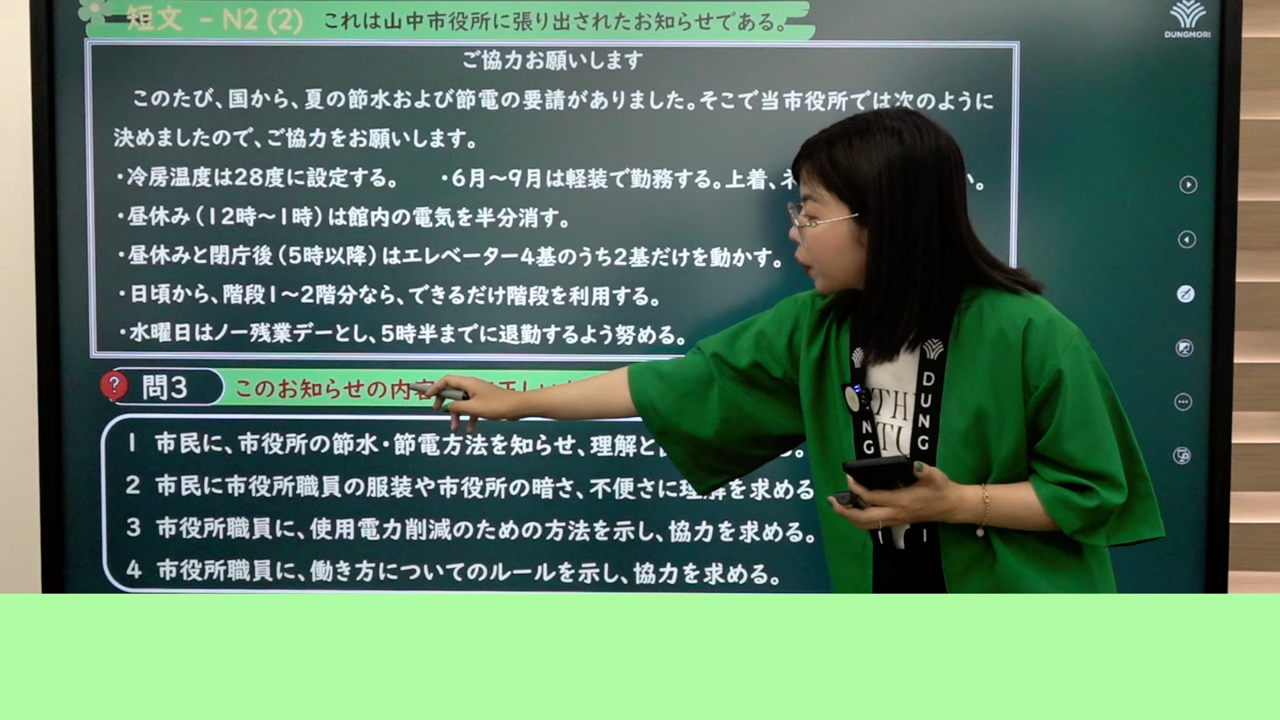 短文 - N2 (2) これは山中市役所に張り出されたお知らせである。
DUNGMORI
ご協力お願いします
このたび、国から、夏の節水および節電の要請がありました。そこで当市役所では次のように
決めましたので、ご協力をお願いします。
・冷房温度は28度に設定する。 ・6月～9月は軽装で勤務する。上着、ネ い。
・昼休み（12時～1時）は館内の電気を半分消す。
・昼休みと閉庁後（5時以降）はエレベーター4基のうち2基だけを動かす。
・日頃から、階段1～2階分なら、できるだけ階段を利用する。
・水曜日はノー残業デーとし、5時半までに退勤するよう努める。
? 問3 このお知らせの内容 正しい
1 市民に、市役所の節水・節電方法を知らせ、理解と る。
2 市民に市役所職員の服装や市役所の暗さ、不便さに理解を求める
3 市役所職員に、使用電力削減のための方法を示し、協力を求める。
4 市役所職員に、働き方についてのルールを示し、協力を求める。
DUNG
NG